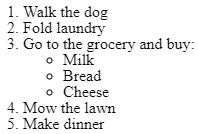 1. Walk the dog
2. Fold laundry
3. Go to the grocery and buy:
○ Milk
○ Bread
○ Cheese
4. Mow the lawn
5. Make dinner